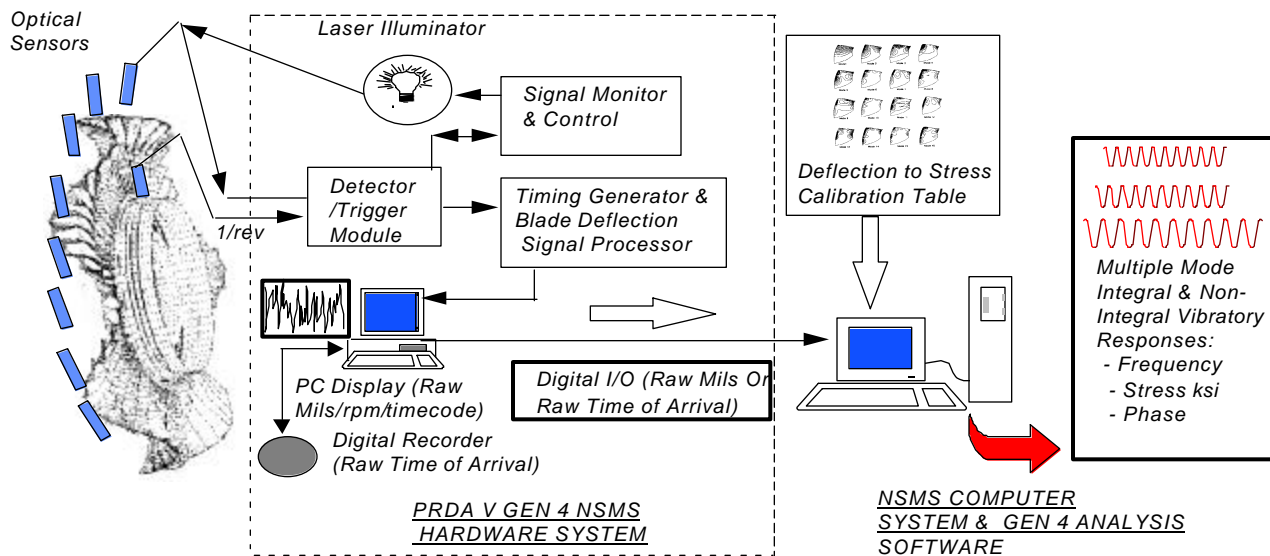 Optical
Sensors
Laser Illuminator
Signal Monitor
& Control
Detector
/Trigger
Module
1/rev
Timing Generator &
Blade Deflection
Signal Processor
PC Display (Raw
Mils/rpm/timecode)
Digital Recorder
(Raw Time of Arrival)
Digital I/O (Raw Mils Or
Raw Time of Arrival)
PRDA V GEN 4 NSMS
HARDWARE SYSTEM
Deflection to Stress
Calibration Table
NSMS COMPUTER
SYSTEM & GEN 4 ANALYSIS
SOFTWARE
Multiple Mode
Integral & Non-
Integral Vibratory
Responses:
- Frequency
- Stress ksi
- Phase